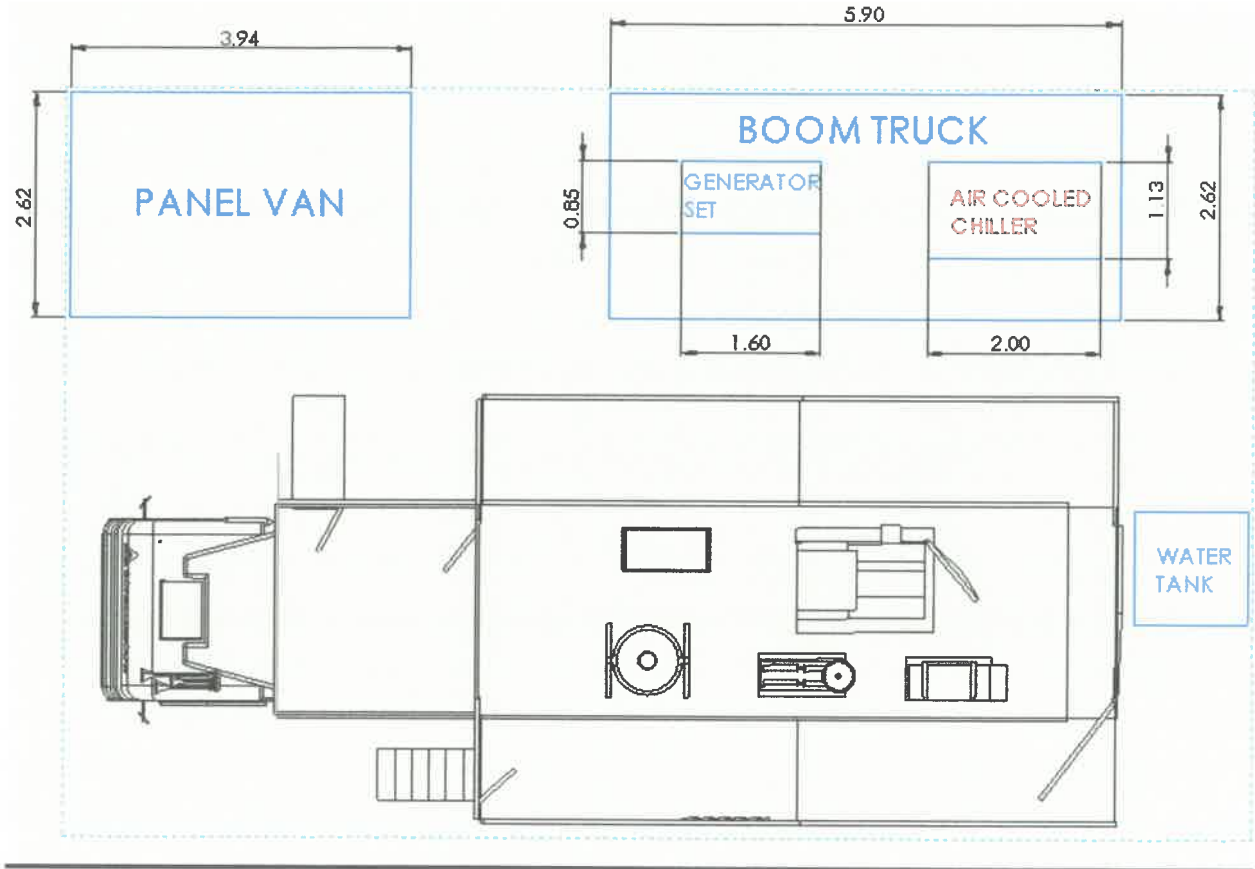 5.90
3.94
BOOM TRUCK
PANEL VAN
2.62
GENERATOR
SET
0.85
AIR COOLED
CHILLER
1.13
2.62
1.60
2.00
WATER
TANK